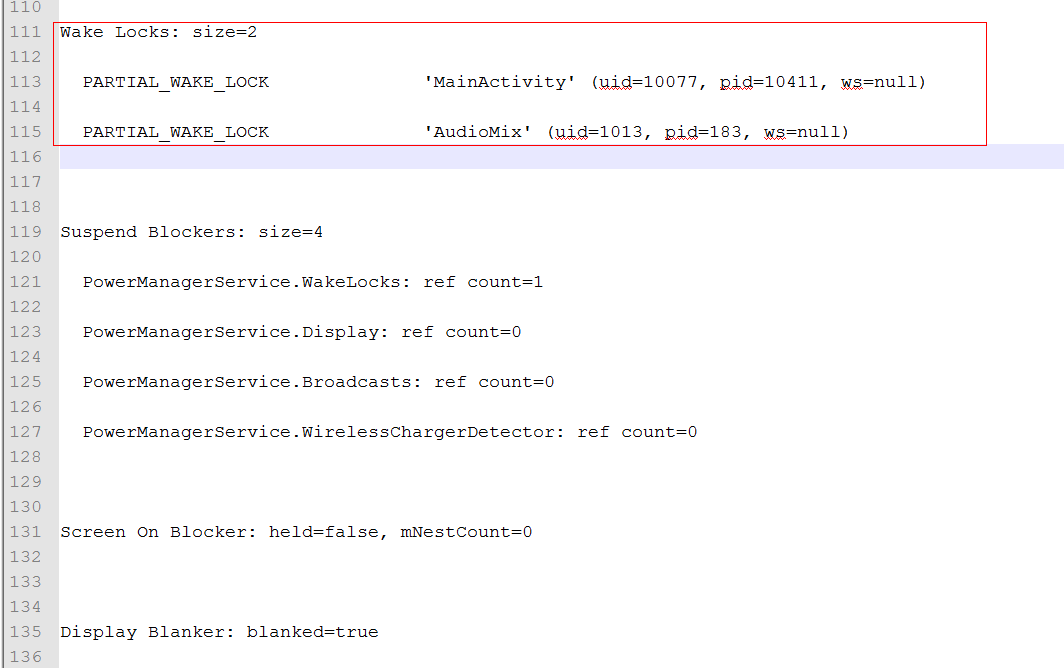 110
111 Wake Locks: size=2
112
113 PARTIAL_WAKE_LOCK 'MainActivity' (uid=10077, pid=10411, ws=null)
114
115 PARTIAL_WAKE_LOCK 'AudioMix' (uid=1013, pid=183, ws=null)
116
117
118
119 Suspend Blockers: size=4
120
121 PowerManagerService.WakeLocks: ref count=1
122
123 PowerManagerService.Display: ref count=0
124
125 PowerManagerService.Broadcasts: ref count=0
126
127 PowerManagerService.WirelessChargerDetector: ref count=0
128
129
130
131 Screen On Blocker: held=false, mNestCount=0
132
133
134
135 Display Blanker: blanked=true
136